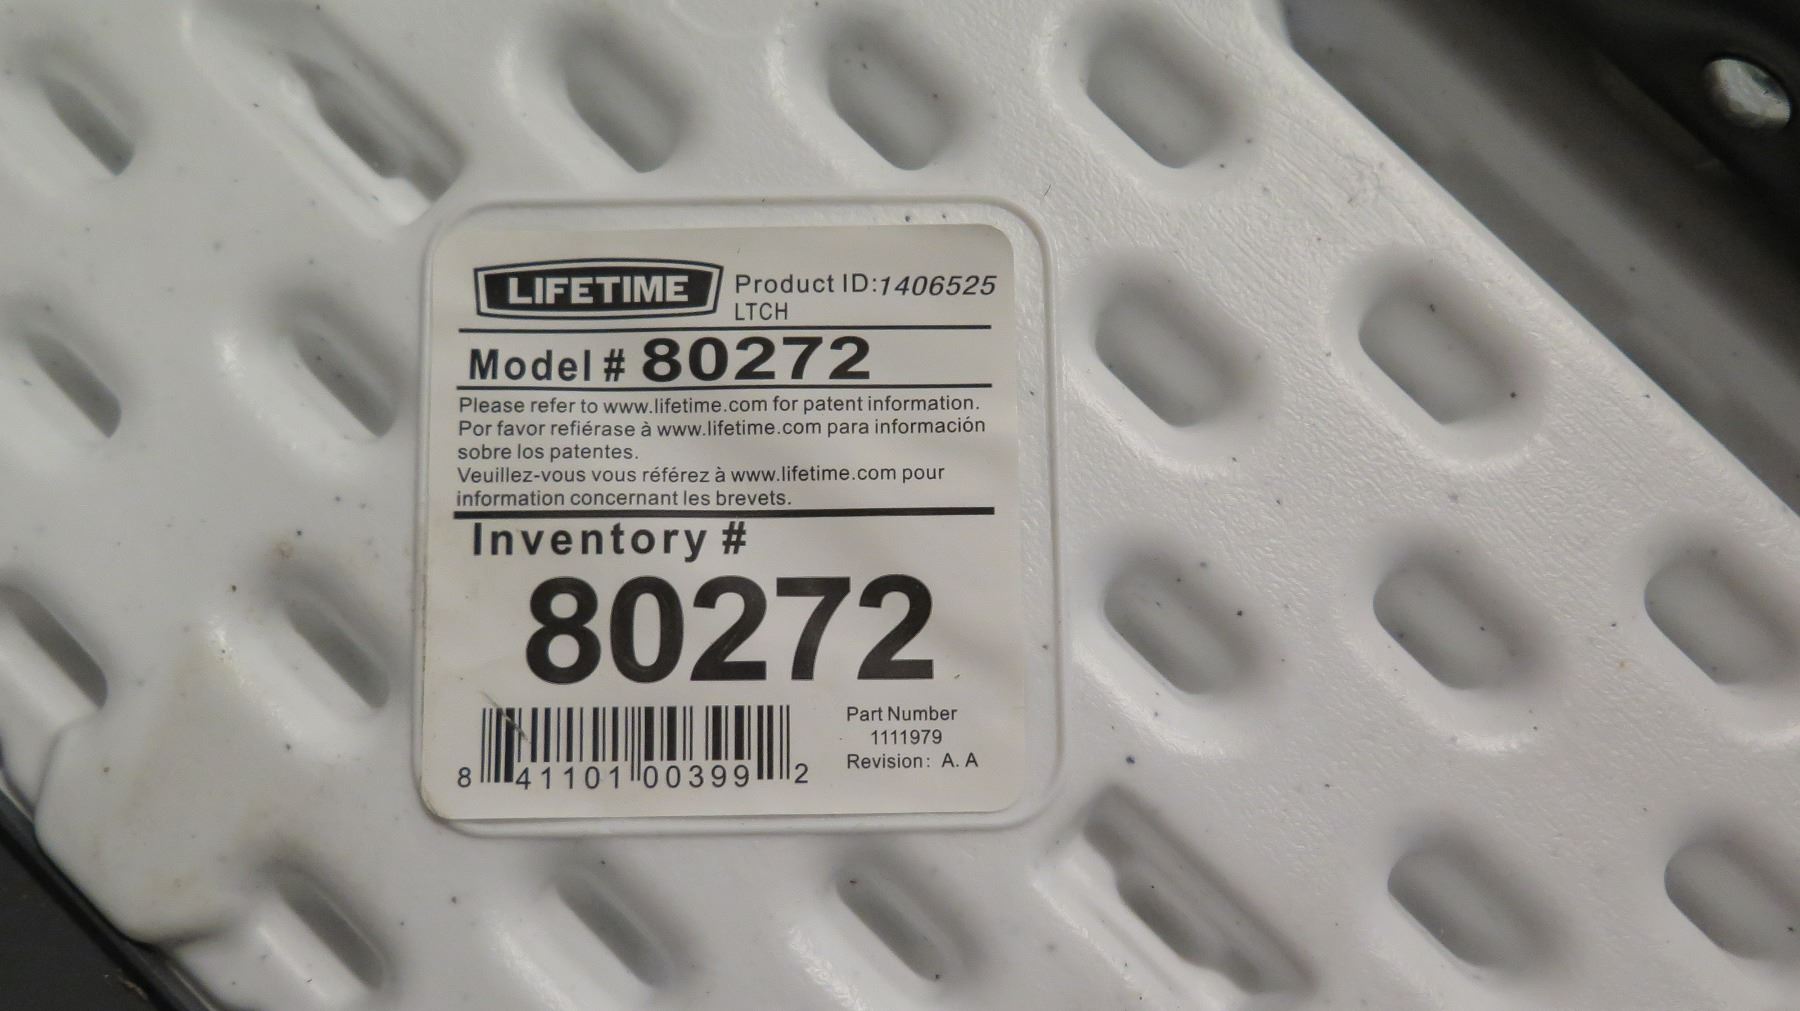 LIFETIME Product ID:1406525
LTCH
Model # 80272
Please refer to www.lifetime.com for patent information.
Por favor refiérase à www.lifetime.com para información
sobre los patentes.
Veuillez-vous vous référez à www.lifetime.com pour
information concernant les brevets.
Inventory #
80272
Part Number
1111979
Revision: A. A
8 41101 00399 2